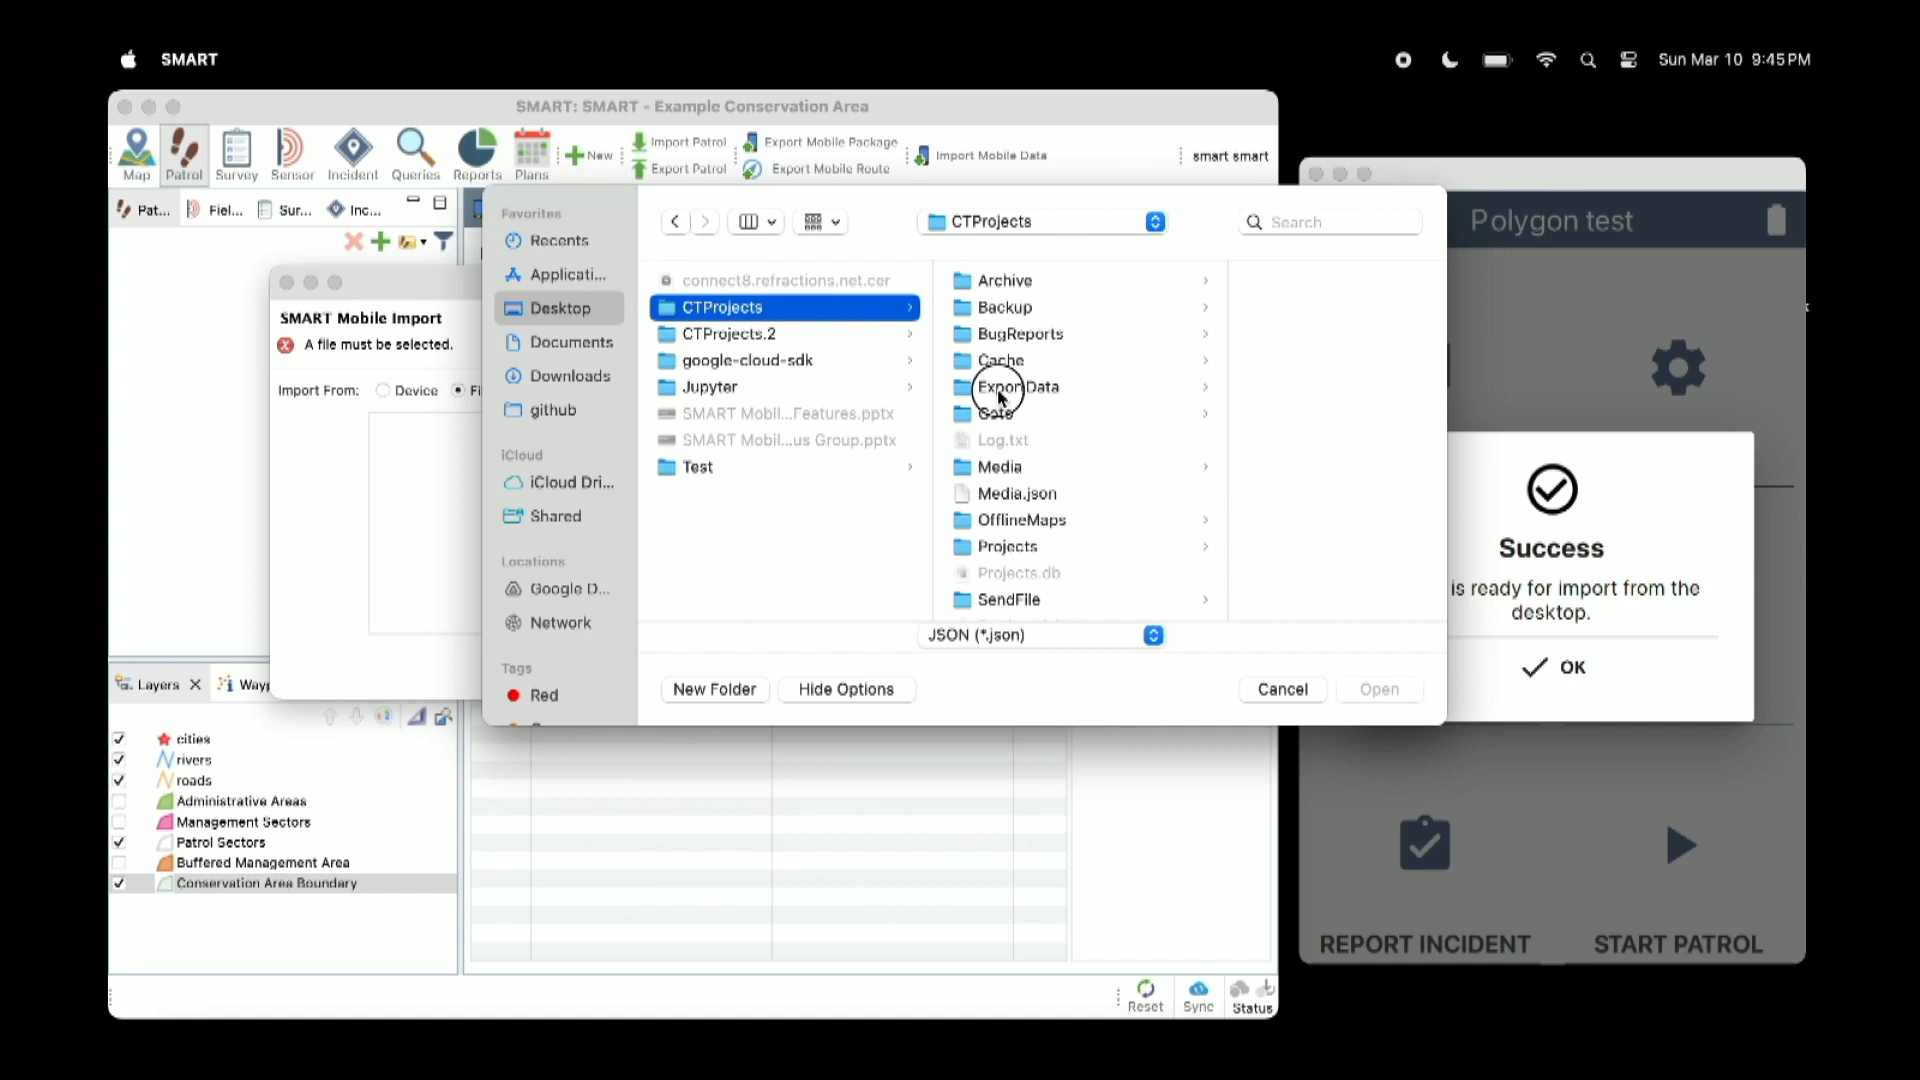 SMART
Sun Mar 10 9:45 PM
SMART: SMART - Example Conservation Area
Map
Patrol
Survey
Sensor
Incident
Queries
Reports
Plans
New
Import Patrol
Export Patrol
Export Mobile Package
Export Mobile Route
Import Mobile Data
smart smart
Pat...
Fiel...
Sur...
Inc...
SMART Mobile Import
A file must be selected.
Import From:
Device
Favorites
Recents
Applicati...
Desktop
Documents
Downloads
github
iCloud
iCloud Dri...
Shared
Locations
Google D...
Network
Tags
Red
CTProjects
Search
connect8.refractions.net.cer
CTProjects
CTProjects.2
google-cloud-sdk
Jupyter
SMART Mobil...Features.pptx
SMART Mobil...us Group.pptx
Test
Archive
Backup
BugReports
Cache
ExportData
Goto
Log.txt
Media
Media.json
OfflineMaps
Projects
Projects.db
SendFile
JSON (*.json)
New Folder
Hide Options
Cancel
Open
Polygon test
Success
is ready for import from the
desktop.
OK
REPORT INCIDENT
START PATROL
Layers
cities
rivers
roads
Administrative Areas
Management Sectors
Patrol Sectors
Buffered Management Area
Conservation Area Boundary
Reset
Sync
Status